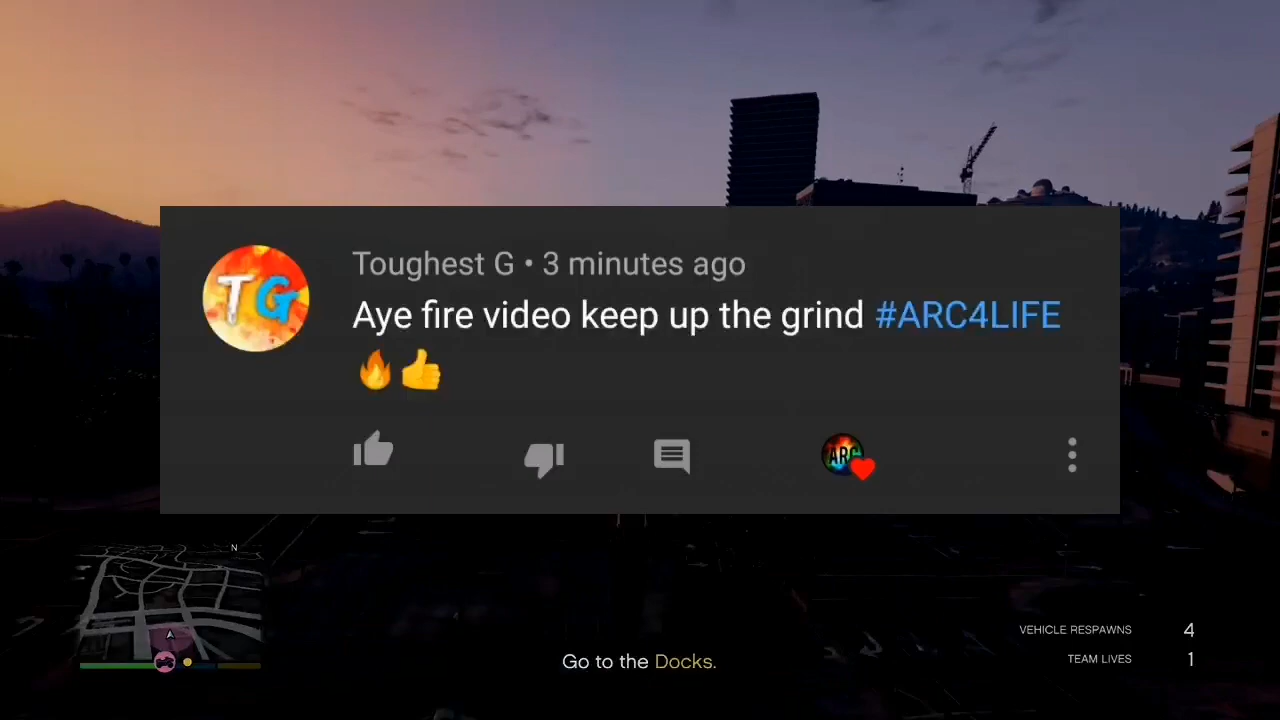 TG
Toughest G • 3 minutes ago
Aye fire video keep up the grind #ARC4LIFE
🔥👍
ARC
N
VEHICLE RESPAWNS 4
Go to the Docks.
TEAM LIVES 1